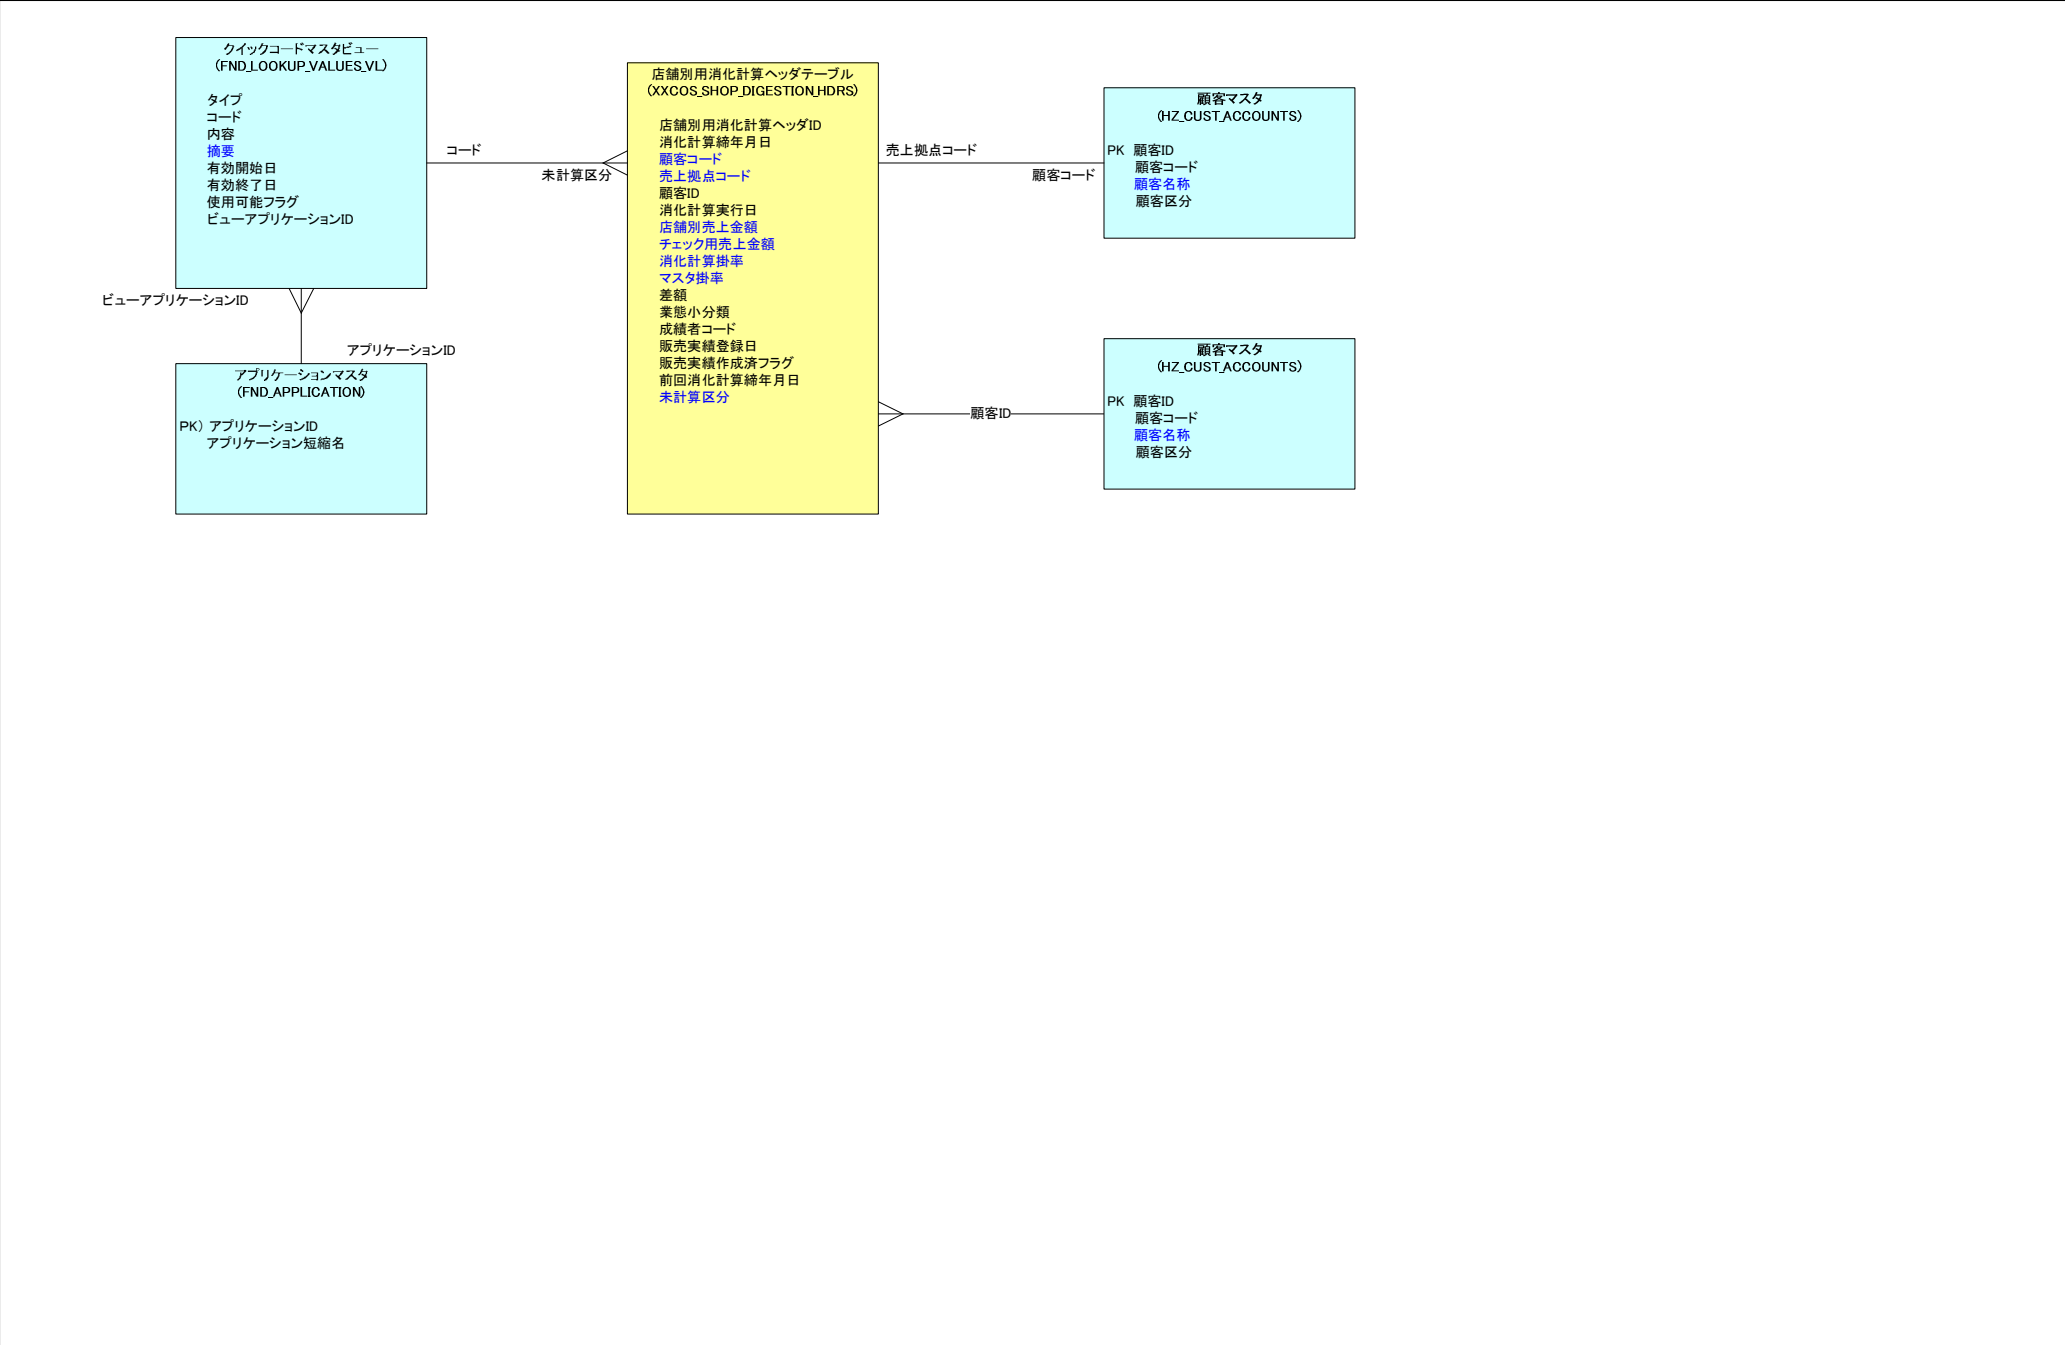 クイックコードマスタビュー
(FND_LOOKUP_VALUES_VL)
タイプ
コード
内容
摘要
有効開始日
有効終了日
使用可能フラグ
ビューアプリケーションID
ビューアプリケーションID
アプリケーションID
アプリケーションマスタ
(FND_APPLICATION)
PK) アプリケーションID
アプリケーション短縮名
コード
未計算区分
店舗別用消化計算ヘッダテーブル
(XXCOS_SHOP_DIGESTION_HDRS)
店舗別用消化計算ヘッダID
消化計算締年月日
顧客コード
売上拠点コード
顧客ID
消化計算実行日
店舗別売上金額
チェック用売上金額
消化計算掛率
マスタ掛率
差額
業態小分類
成績者コード
販売実績登録日
販売実績作成済フラグ
前回消化計算締年月日
未計算区分
売上拠点コード
顧客コード
顧客マスタ
(HZ_CUST_ACCOUNTS)
PK 顧客ID
顧客コード
顧客名称
顧客区分
顧客ID
顧客マスタ
(HZ_CUST_ACCOUNTS)
PK 顧客ID
顧客コード
顧客名称
顧客区分